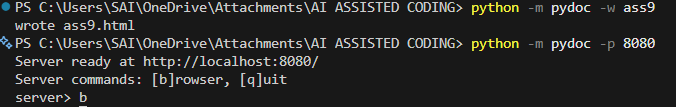 PS C:\Users\SAI\OneDrive\Attachments\AI ASSISTED CODING> python -m pydoc -w ass9
wrote ass9.html
PS C:\Users\SAI\OneDrive\Attachments\AI ASSISTED CODING> python -m pydoc -p 8080
Server ready at http://localhost:8080/
Server commands: [b]rowser, [q]uit
server> b